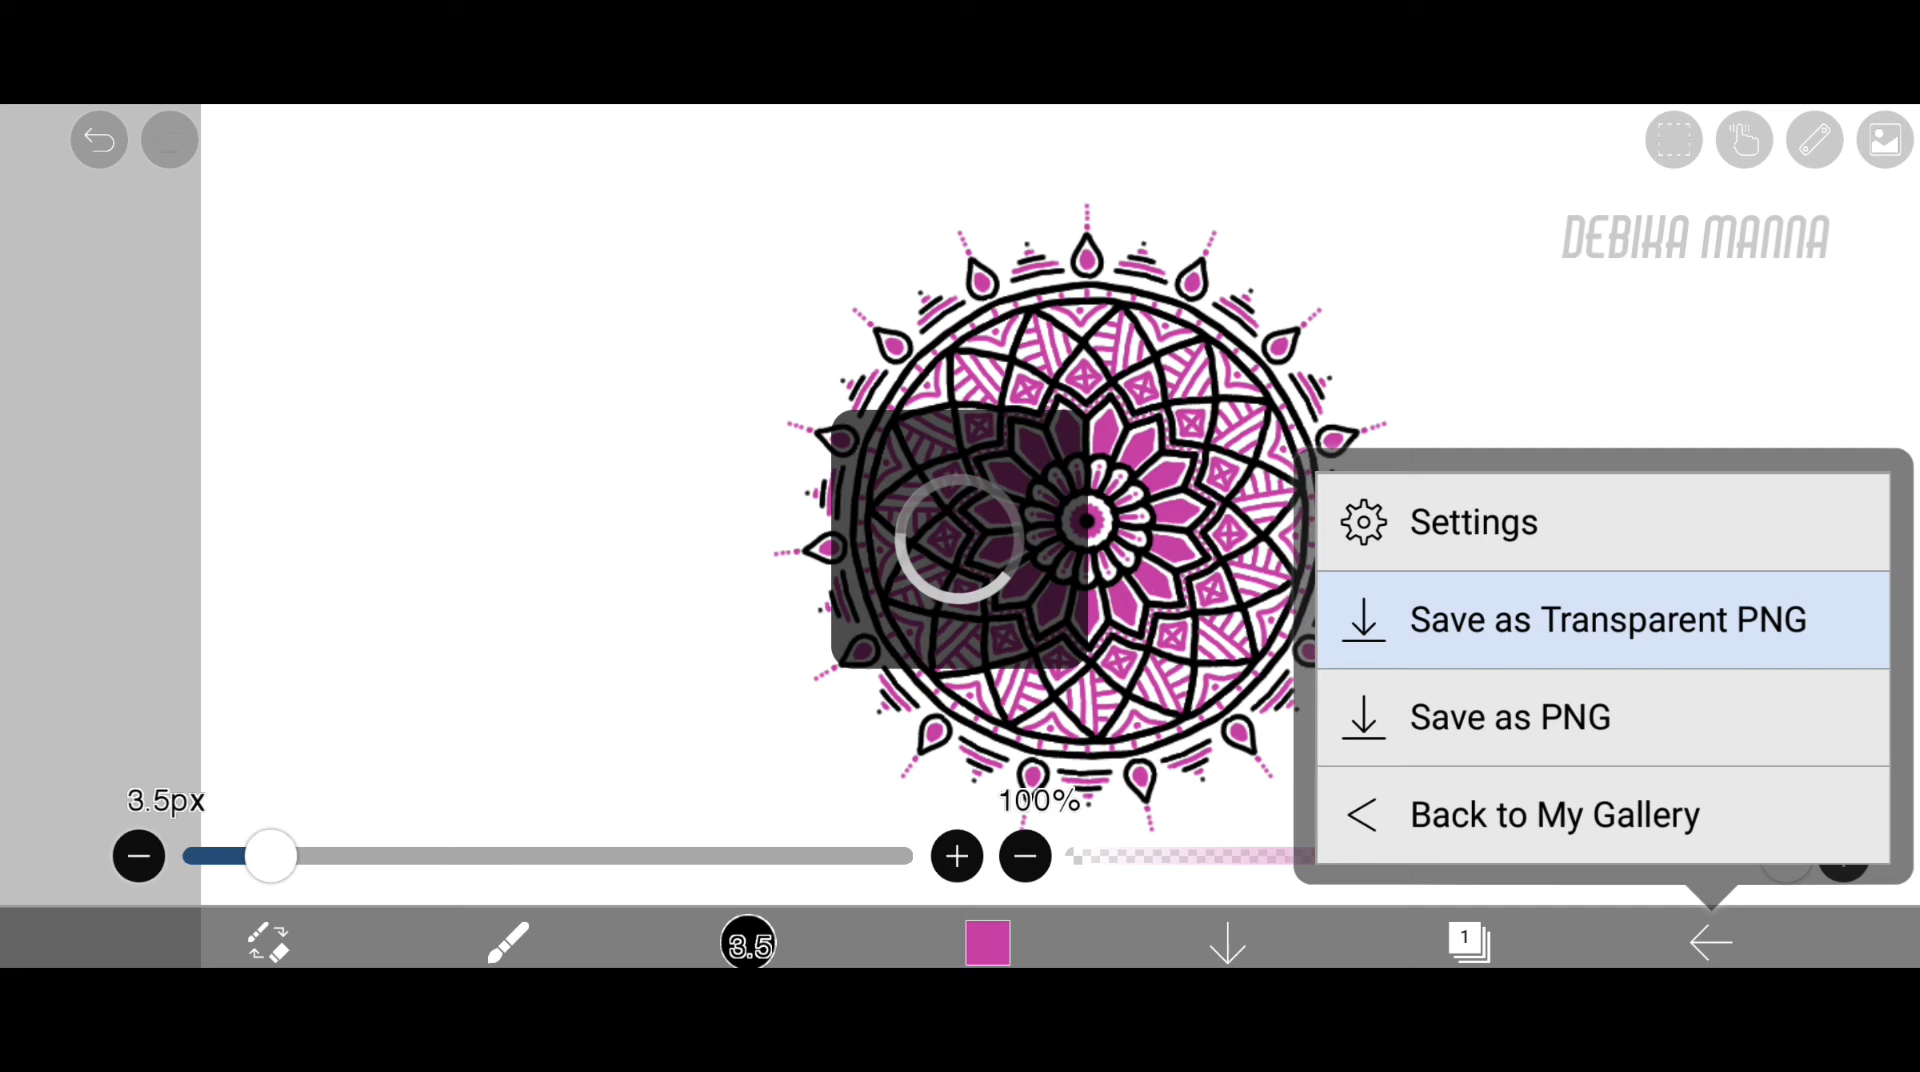 DEBIKA MANNA
Settings
Save as Transparent PNG
Save as PNG
Back to My Gallery
3.5px
100%
3.5
1